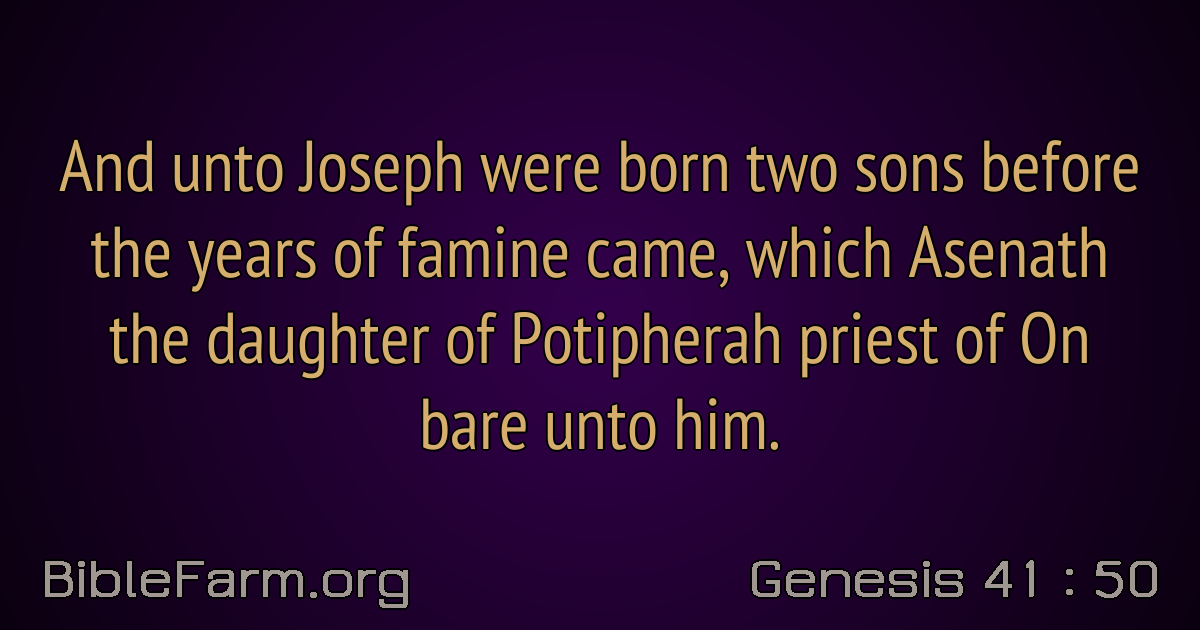 And unto Joseph were born two sons before
the years of famine came, which Asenath
the daughter of Potipherah priest of On
bare unto him.
BibleFarm.org
Genesis 41 : 50